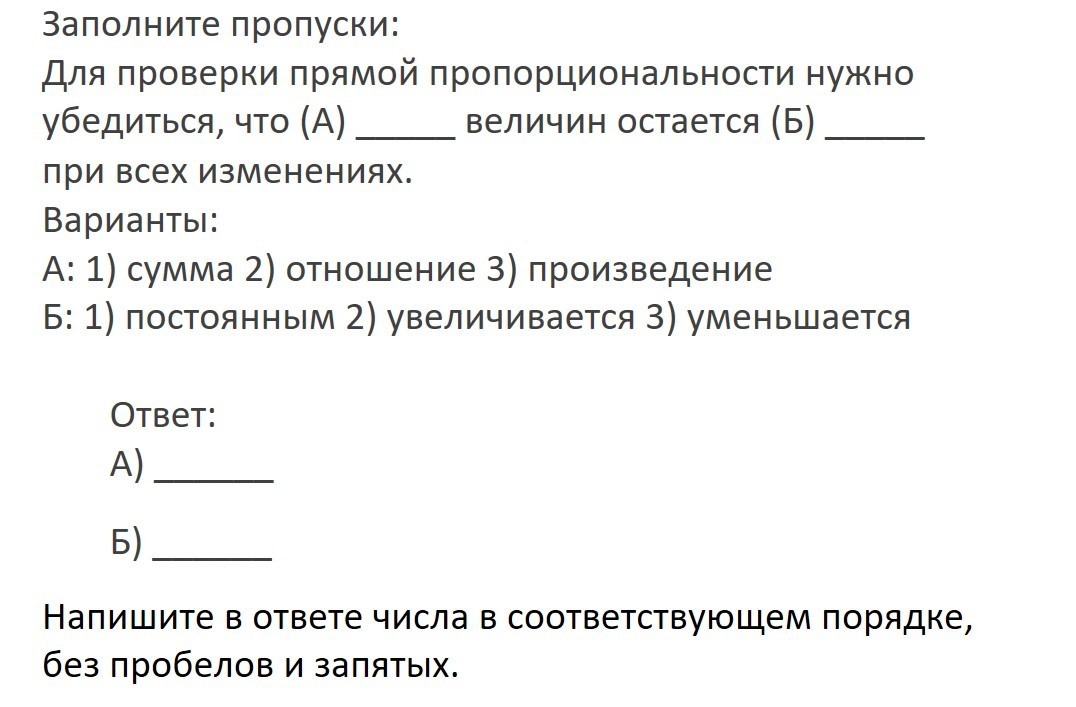 Заполните пропуски:
Для проверки прямой пропорциональности нужно
убедиться, что (А) _____ величин остается (Б) _____
при всех изменениях.
Варианты:
А: 1) сумма 2) отношение 3) произведение
Б: 1) постоянным 2) увеличивается 3) уменьшается
Ответ:
А) ______
Б) ______
Напишите в ответе числа в соответствующем порядке,
без пробелов и запятых.